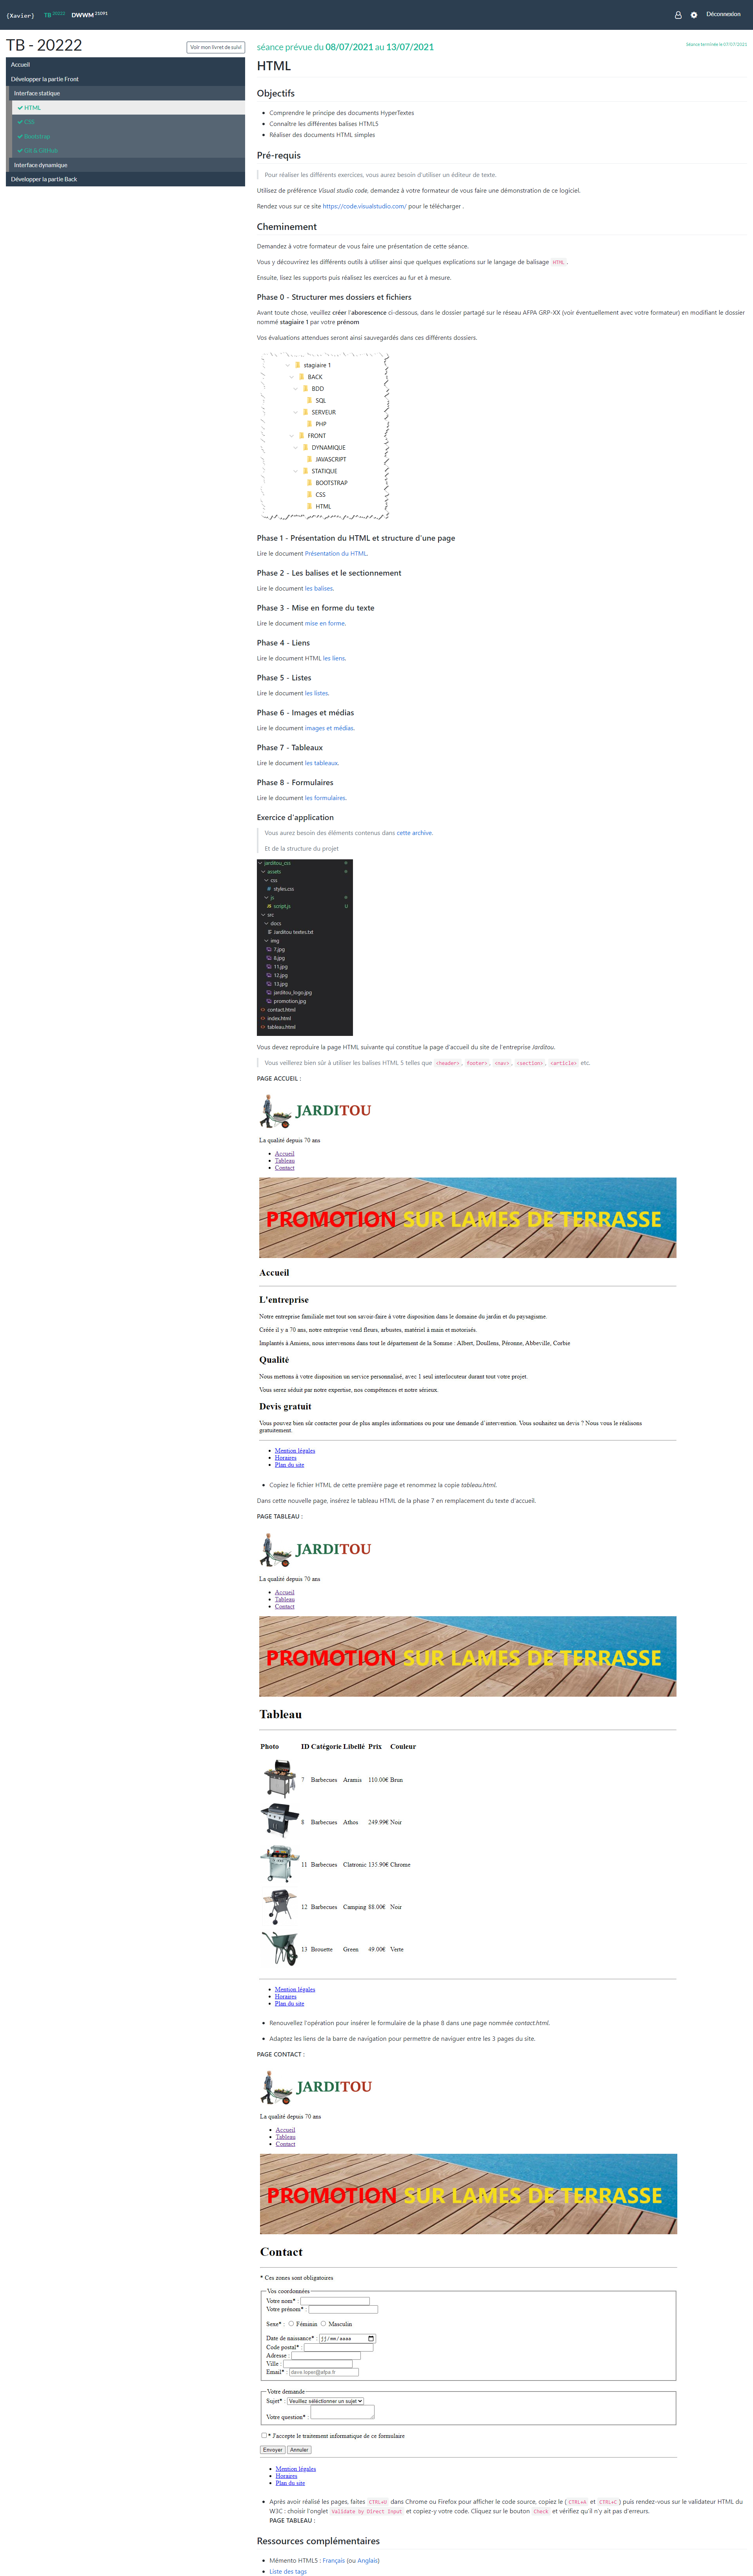 {Xavier} TB 20222 DWWM 21091 Déconnexion
TB - 20222
Voir mon livret de suivi
Accueil
Développer la partie Front
Interface statique
HTML
CSS
Bootstrap
Git & GitHub
Interface dynamique
Développer la partie Back
séance prévue du 08/07/2021 au 13/07/2021
Séance terminée le 07/07/2021
HTML
Objectifs
Comprendre le principe des documents HyperTextes
Connaître les différentes balises HTML5
Réaliser des documents HTML simples
Pré-requis
Pour réaliser les différents exercices, vous aurez besoin d'utiliser un éditeur de texte.
Utilisez de préférence Visual studio code, demandez à votre formateur de vous faire une démonstration de ce logiciel.
Rendez vous sur ce site https://code.visualstudio.com/ pour le télécharger .
Cheminement
Demandez à votre formateur de vous faire une présentation de cette séance.
Vous y découvrirez les différents outils à utiliser ainsi que quelques explications sur le langage de balisage HTML.
Ensuite, lisez les supports puis réalisez les exercices au fur et à mesure.
Phase 0 - Structurer mes dossiers et fichiers
Avant toute chose, veuillez créer l'aborescence ci-dessous, dans le dossier partagé sur le réseau AFPA GRP-XX (voir éventuellement avec votre formateur) en modifiant le dossier
nommé stagiaire 1 par votre prénom
Vos évaluations attendues seront ainsi sauvegardés dans ces différents dossiers.
stagiaire 1
BACK
BDD
SQL
SERVEUR
PHP
FRONT
DYNAMIQUE
JAVASCRIPT
STATIQUE
BOOTSTRAP
CSS
HTML
Phase 1 - Présentation du HTML et structure d'une page
Lire le document Présentation du HTML.
Phase 2 - Les balises et le sectionnement
Lire le document les balises.
Phase 3 - Mise en forme du texte
Lire le document mise en forme.
Phase 4 - Liens
Lire le document HTML les liens.
Phase 5 - Listes
Lire le document les listes.
Phase 6 - Images et médias
Lire le document images et médias.
Phase 7 - Tableaux
Lire le document les tableaux.
Phase 8 - Formulaires
Lire le document les formulaires.
Exercice d'application
Vous aurez besoin des éléments contenus dans cette archive.
Et de la structure du projet
jarditou_css
assets
css
styles.css
js
script.js U
src
docs
Jarditou textes.txt
img
7.jpg
8.jpg
11.jpg
12.jpg
13.jpg
jarditou_logo.jpg
promotion.jpg
contact.html
index.html
tableau.html
Vous devez reproduire la page HTML suivante qui constitue la page d'accueil du site de l'entreprise Jarditou.
Vous veillerez bien sûr à utiliser les balises HTML 5 telles que <header>, footer>, <nav>, <section>, <article> etc.
PAGE ACCUEIL :
JARDITOU
La qualité depuis 70 ans
Accueil
Tableau
Contact
PROMOTION SUR LAMES DE TERRASSE
Accueil
L'entreprise
Notre entreprise familiale met tout son savoir-faire à votre disposition dans le domaine du jardin et du paysagisme.
Créée il y a 70 ans, notre entreprise vend fleurs, arbustes, matériel à main et motorisés.
Implantés à Amiens, nous intervenons dans tout le département de la Somme : Albert, Doullens, Péronne, Abbeville, Corbie
Qualité
Nous mettons à votre disposition un service personnalisé, avec 1 seul interlocuteur durant tout votre projet.
Vous serez séduit par notre expertise, nos compétences et notre sérieux.
Devis gratuit
Vous pouvez bien sûr contacter pour de plus amples informations ou pour une demande d'intervention. Vous souhaitez un devis ? Nous vous le réalisons
gratuitement.
Mention légales
Horaires
Plan du site
Copiez le fichier HTML de cette première page et renommez la copie tableau.html.
Dans cette nouvelle page, insérez le tableau HTML de la phase 7 en remplacement du texte d'accueil.
PAGE TABLEAU :
JARDITOU
La qualité depuis 70 ans
Accueil
Tableau
Contact
PROMOTION SUR LAMES DE TERRASSE
Tableau
Photo ID Catégorie Libellé Prix Couleur
7 Barbecues Aramis 110.00€ Brun
8 Barbecues Athos 249.99€ Noir
11 Barbecues Clatronic 135.90€ Chrome
12 Barbecues Camping 88.00€ Noir
13 Brouette Green 49.00€ Verte
Mention légales
Horaires
Plan du site
Renouvellez l'opération pour insérer le formulaire de la phase 8 dans une page nommée contact.html.
Adaptez les liens de la barre de navigation pour permettre de naviguer entre les 3 pages du site.
PAGE CONTACT :
JARDITOU
La qualité depuis 70 ans
Accueil
Tableau
Contact
PROMOTION SUR LAMES DE TERRASSE
Contact
* Ces zones sont obligatoires
Vos coordonnées
Votre nom* :
Votre prénom* :
Sexe* : Féminin Masculin
Date de naissance* : jj/mm/aaaa
Code postal* :
Adresse :
Ville :
Email* : dave.loper@afpa.fr
Votre demande
Sujet* : Veuillez sélectionner un sujet
Votre question* :
* J'accepte le traitement informatique de ce formulaire
Envoyer Annuler
Mention légales
Horaires
Plan du site
Après avoir réalisé les pages, faites CTRL+U dans Chrome ou Firefox pour afficher le code source, copiez le (CTRL+A et CTRL+C) puis rendez-vous sur le validateur HTML du
W3C : choisir l'onglet Validate by Direct Input et copiez-y votre code. Cliquez sur le bouton Check et vérifiez qu'il n'y ait pas d'erreurs.
PAGE TABLEAU :
Ressources complémentaires
Mémento HTML5 : Français (ou Anglais)
Liste des tags